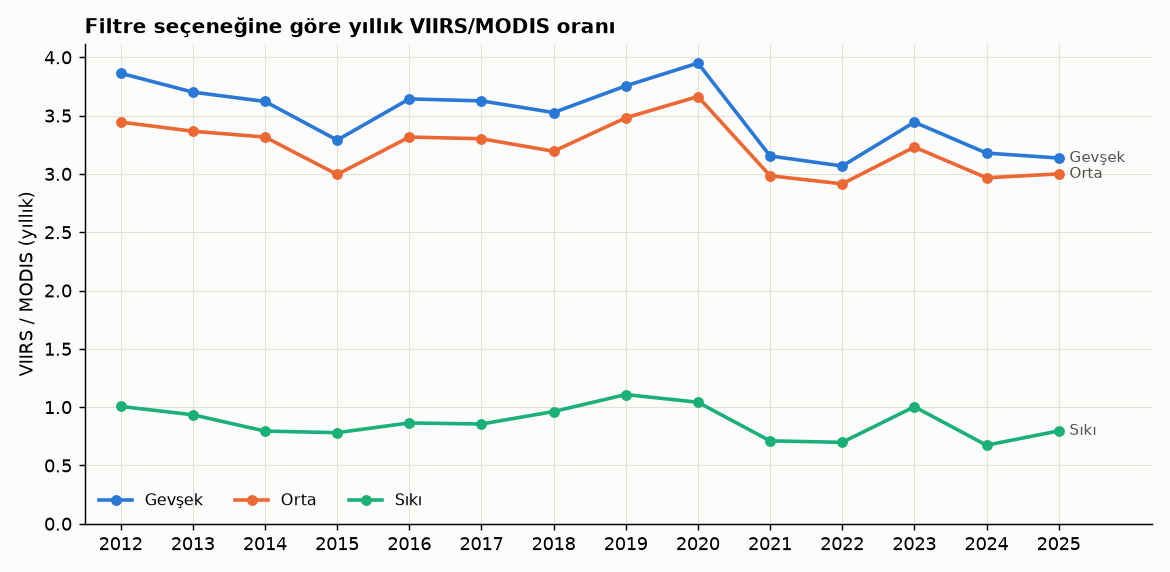 Filtre seçeneğine göre yıllık VIIRS/MODIS oranı
VIIRS / MODIS (yıllık)
4.0
3.5
3.0
2.5
2.0
1.5
1.0
0.5
0.0
Gevşek
Orta
Sıkı
Gevşek Orta Sıkı
2012 2013 2014 2015 2016 2017 2018 2019 2020 2021 2022 2023 2024 2025